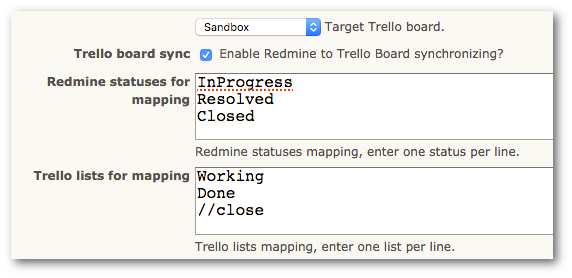 Sandbox Target Trello board.
Trello board sync Enable Redmine to Trello Board synchronizing?
Redmine statuses for mapping
InProgress
Resolved
Closed
Redmine statuses mapping, enter one status per line.
Trello lists for mapping
Working
Done
//close
Trello lists mapping, enter one list per line.